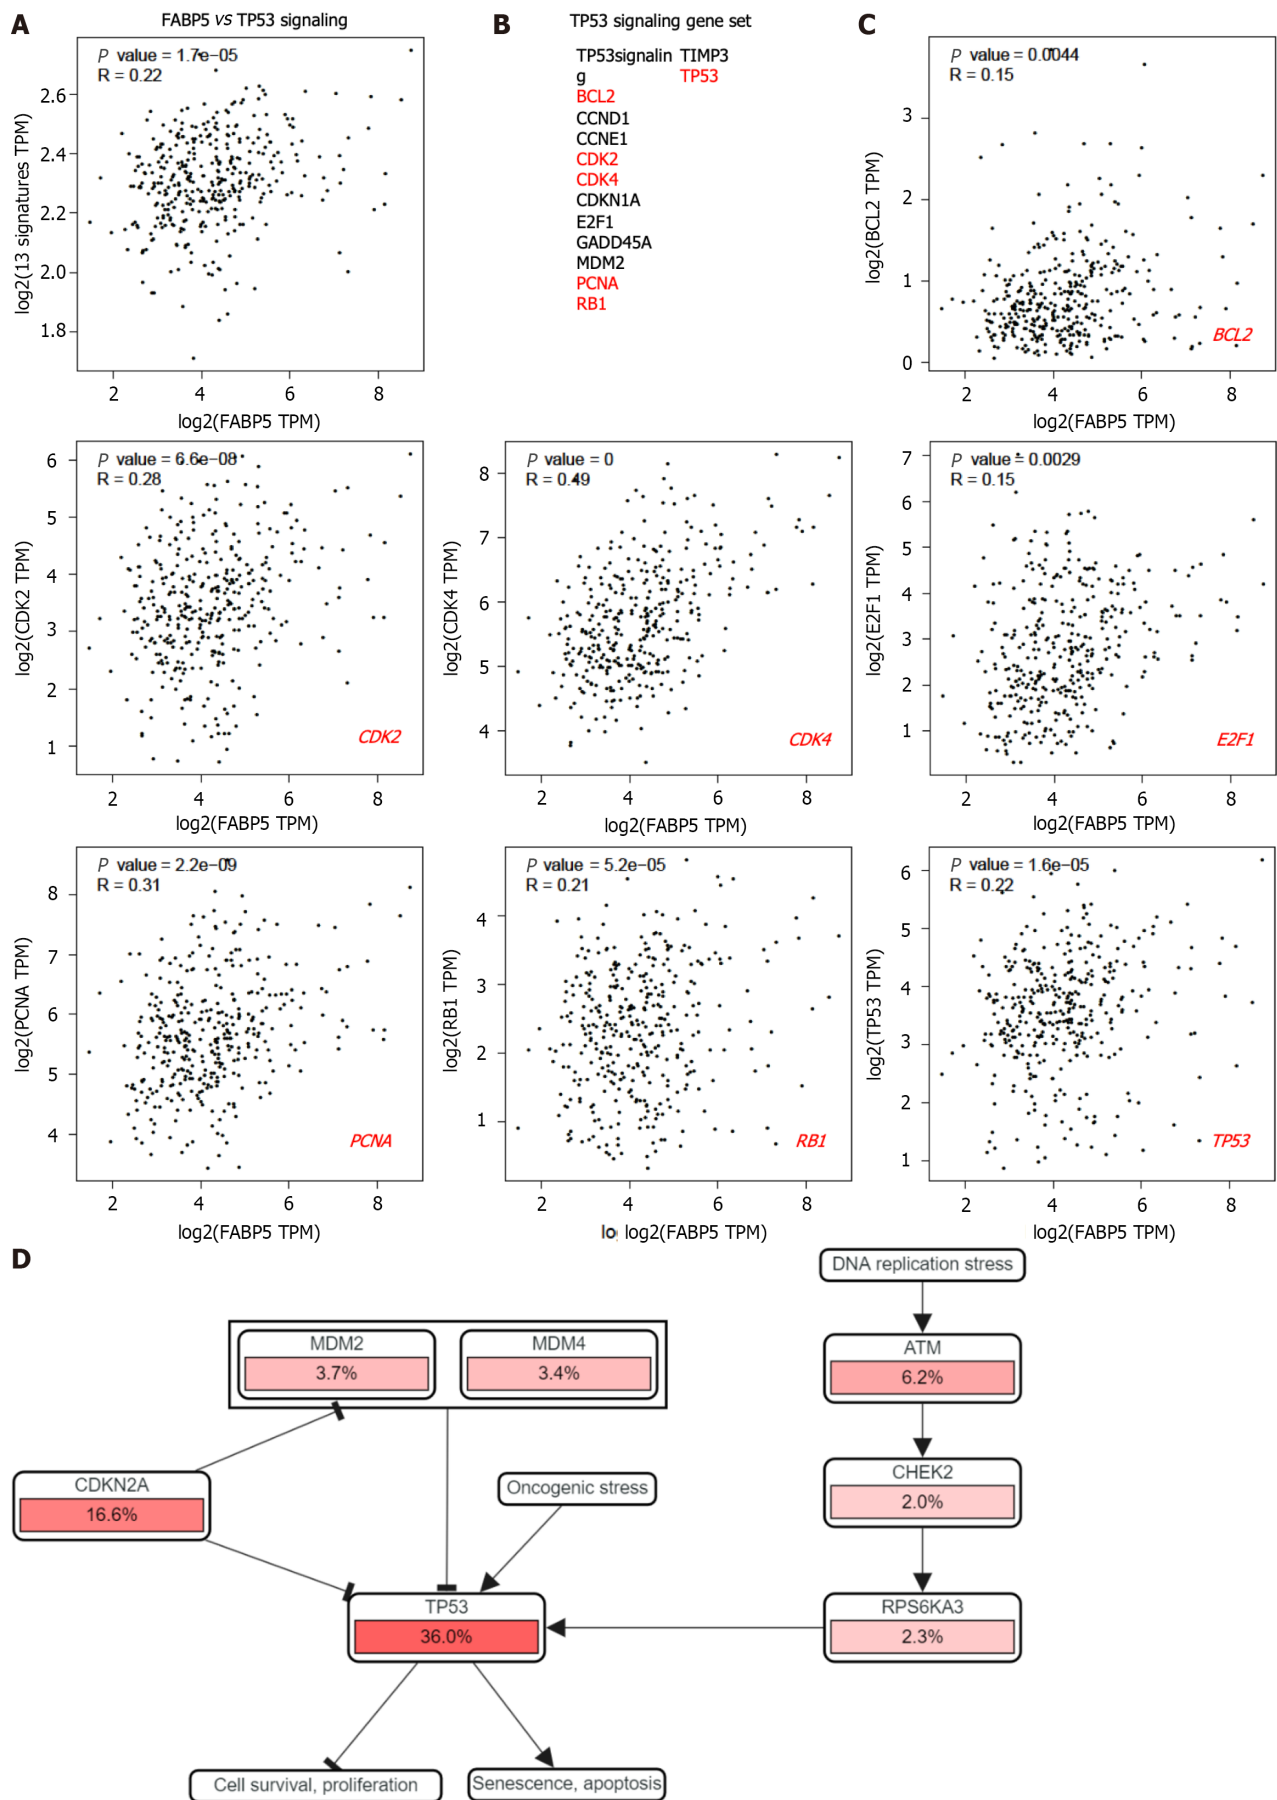 A
FABP5 vs TP53 signaling
P value = 1.7e−05
R = 0.22
log2(13 signatures TPM)
2.6
2.4
2.2
2.0
1.8
2 4 6 8
log2(FABP5 TPM)
B
TP53 signaling gene set
TP53signalin
g
BCL2
CCND1
CCNE1
CDK2
CDK4
CDKN1A
E2F1
GADD45A
MDM2
PCNA
RB1
TIMP3
TP53
C
P value = 0.0044
R = 0.15
log2(BCL2 TPM)
3
2
1
0
BCL2
2 4 6 8
log2(FABP5 TPM)
P value = 6.6e−08
R = 0.28
log2(CDK2 TPM)
6
5
4
3
2
1
CDK2
2 4 6 8
log2(FABP5 TPM)
P value = 0
R = 0.49
log2(CDK4 TPM)
8
7
6
5
4
CDK4
2 4 6 8
log2(FABP5 TPM)
P value = 0.0029
R = 0.15
log2(E2F1 TPM)
7
6
5
4
3
2
1
E2F1
2 4 6 8
log2(FABP5 TPM)
P value = 2.2e−09
R = 0.31
log2(PCNA TPM)
8
7
6
5
4
PCNA
2 4 6 8
log2(FABP5 TPM)
P value = 5.2e−05
R = 0.21
log2(RB1 TPM)
4
3
2
1
RB1
2 4 6 8
lo log2(FABP5 TPM)
P value = 1.6e−05
R = 0.22
log2(TP53 TPM)
6
5
4
3
2
1
TP53
2 4 6 8
log2(FABP5 TPM)
D
DNA replication stress
MDM2
3.7%
MDM4
3.4%
ATM
6.2%
CDKN2A
16.6%
Oncogenic stress
CHEK2
2.0%
TP53
36.0%
RPS6KA3
2.3%
Cell survival, proliferation
Senescence, apoptosis